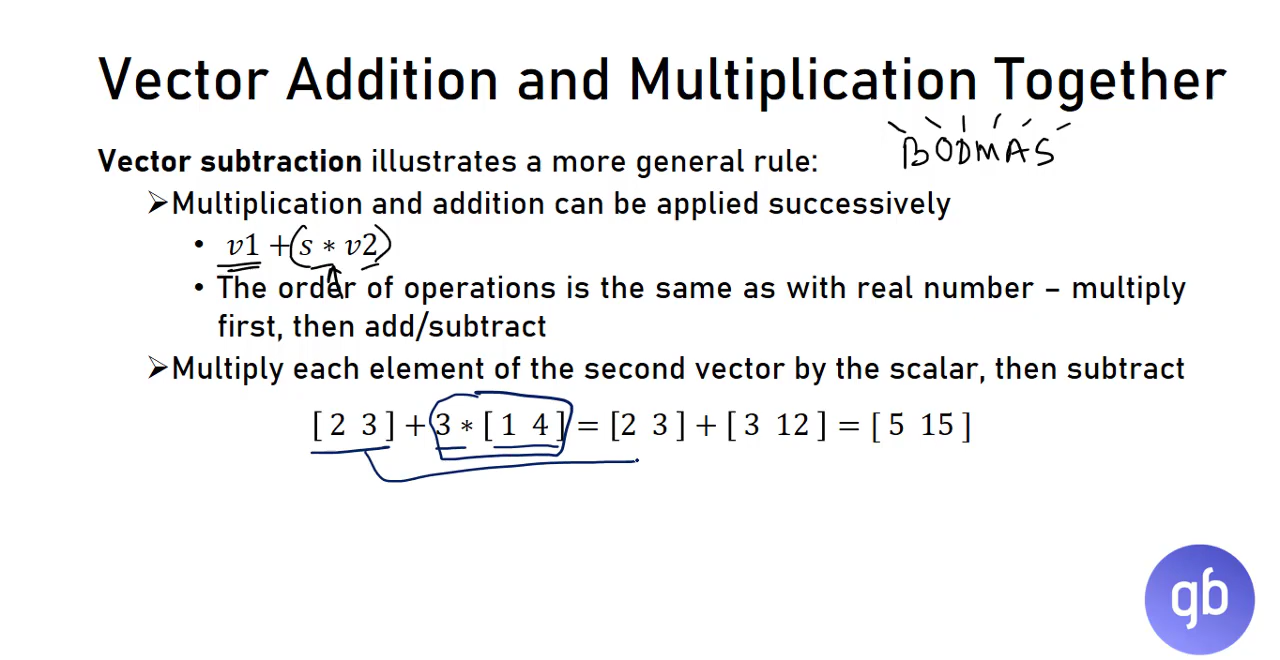 Vector Addition and Multiplication Together
BODMAS
Vector subtraction illustrates a more general rule:
➢Multiplication and addition can be applied successively
• v1 + (s ∗ v2)
• The order of operations is the same as with real number – multiply
first, then add/subtract
➢Multiply each element of the second vector by the scalar, then subtract
[ 2 3 ] + 3 ∗ [ 1 4 ] = [2 3 ] + [ 3 12 ] = [ 5 15 ]
gb